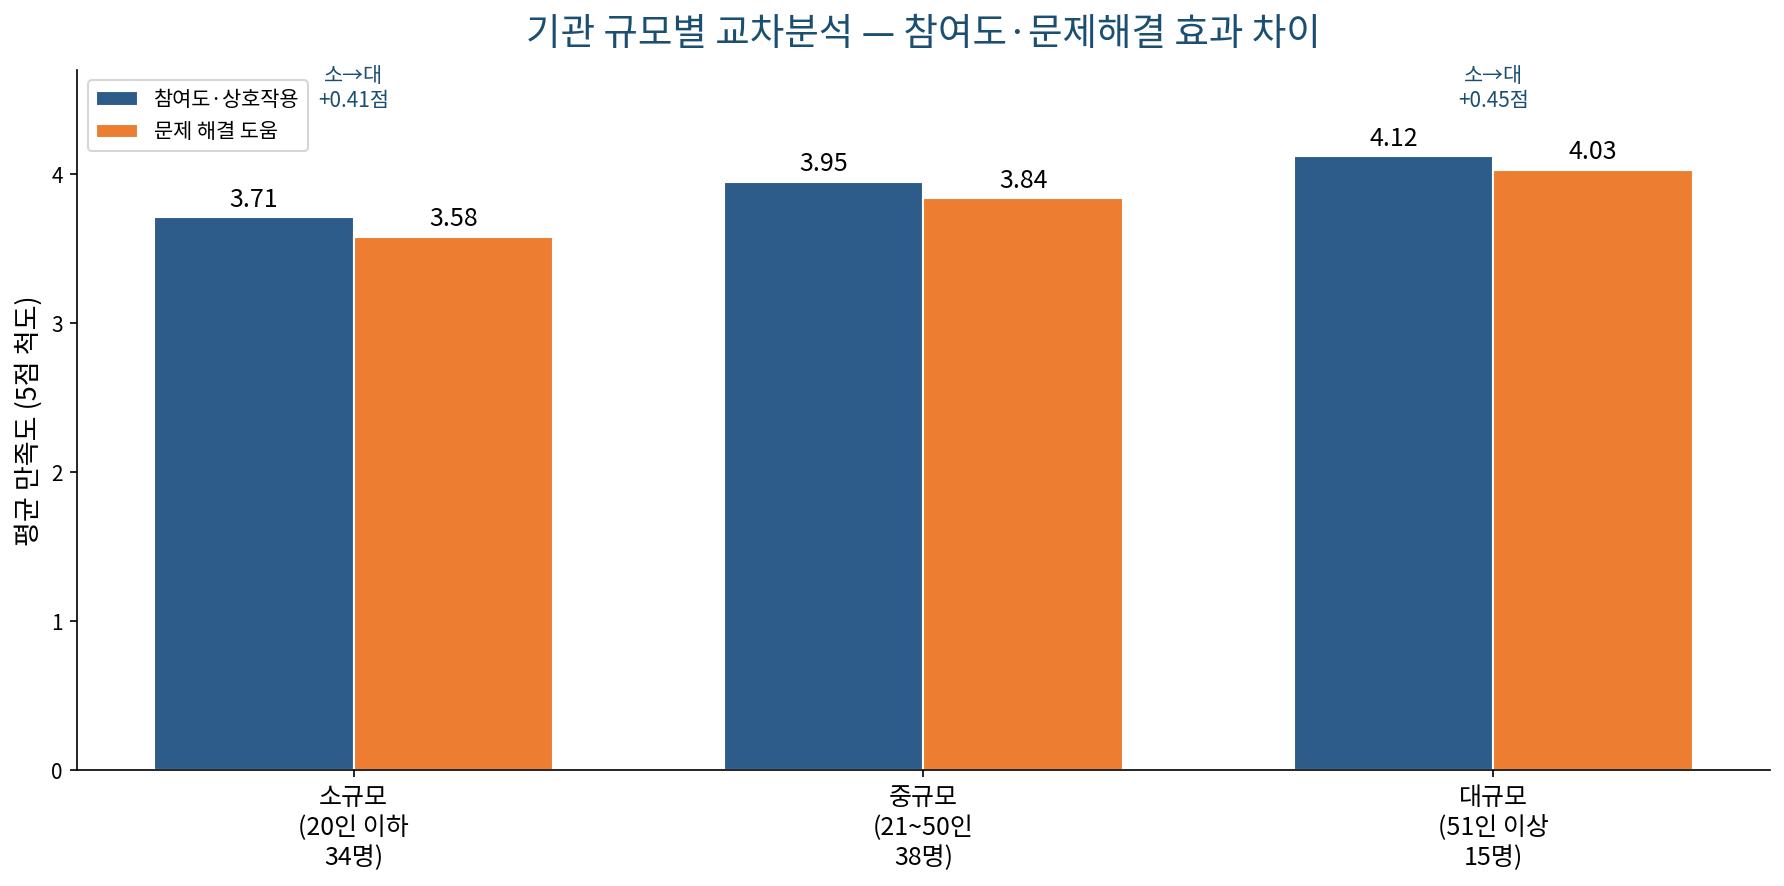 기관 규모별 교차분석 — 참여도·문제해결 효과 차이
참여도·상호작용
문제 해결 도움
소→대
+0.41점
소→대
+0.45점
3.71
3.58
3.95
3.84
4.12
4.03
평균 만족도 (5점 척도)
4
3
2
1
0
소규모
(20인 이하
34명)
중규모
(21~50인
38명)
대규모
(51인 이상
15명)